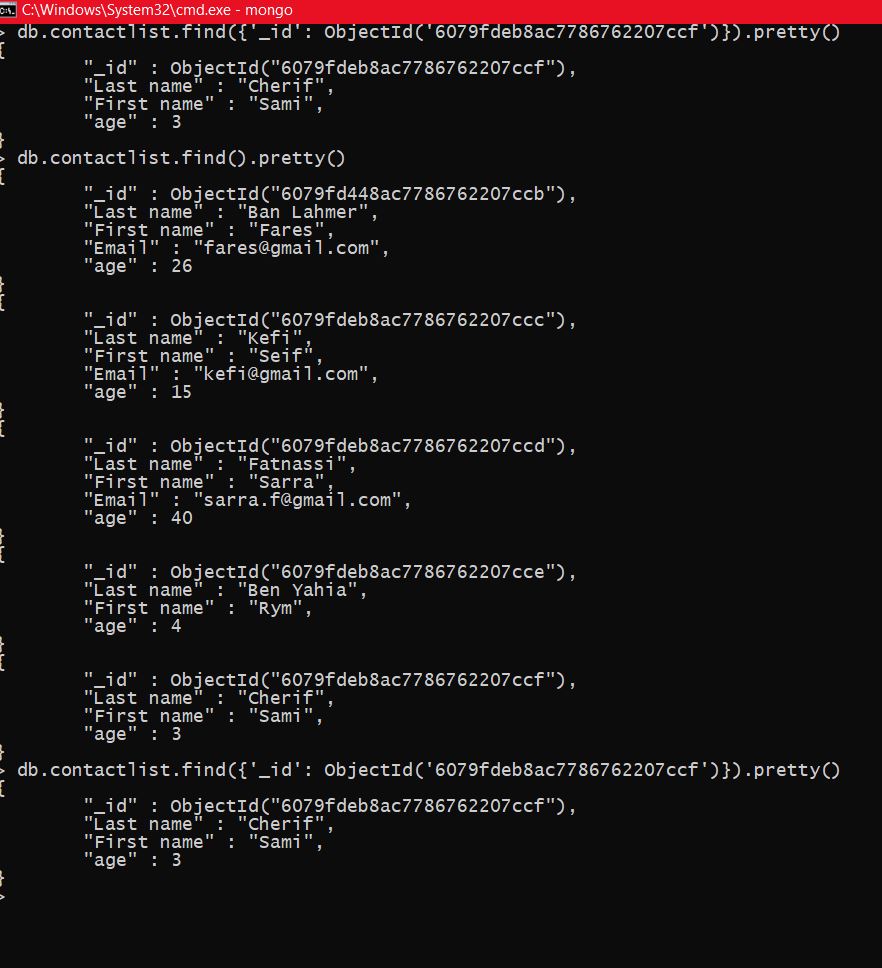 C:\Windows\System32\cmd.exe - mongo
> db.contactlist.find({'_id': ObjectId('6079fdeb8ac7786762207ccf')}).pretty()
{
"_id" : ObjectId("6079fdeb8ac7786762207ccf"),
"Last name" : "Cherif",
"First name" : "Sami",
"age" : 3
}
> db.contactlist.find().pretty()
{
"_id" : ObjectId("6079fd448ac7786762207ccb"),
"Last name" : "Ban Lahmer",
"First name" : "Fares",
"Email" : "fares@gmail.com",
"age" : 26
}
{
"_id" : ObjectId("6079fdeb8ac7786762207ccc"),
"Last name" : "Kefi",
"First name" : "Seif",
"Email" : "kefi@gmail.com",
"age" : 15
}
{
"_id" : ObjectId("6079fdeb8ac7786762207ccd"),
"Last name" : "Fatnassi",
"First name" : "Sarra",
"Email" : "sarra.f@gmail.com",
"age" : 40
}
{
"_id" : ObjectId("6079fdeb8ac7786762207cce"),
"Last name" : "Ben Yahia",
"First name" : "Rym",
"age" : 4
}
{
"_id" : ObjectId("6079fdeb8ac7786762207ccf"),
"Last name" : "Cherif",
"First name" : "Sami",
"age" : 3
}
> db.contactlist.find({'_id': ObjectId('6079fdeb8ac7786762207ccf')}).pretty()
{
"_id" : ObjectId("6079fdeb8ac7786762207ccf"),
"Last name" : "Cherif",
"First name" : "Sami",
"age" : 3
}
>